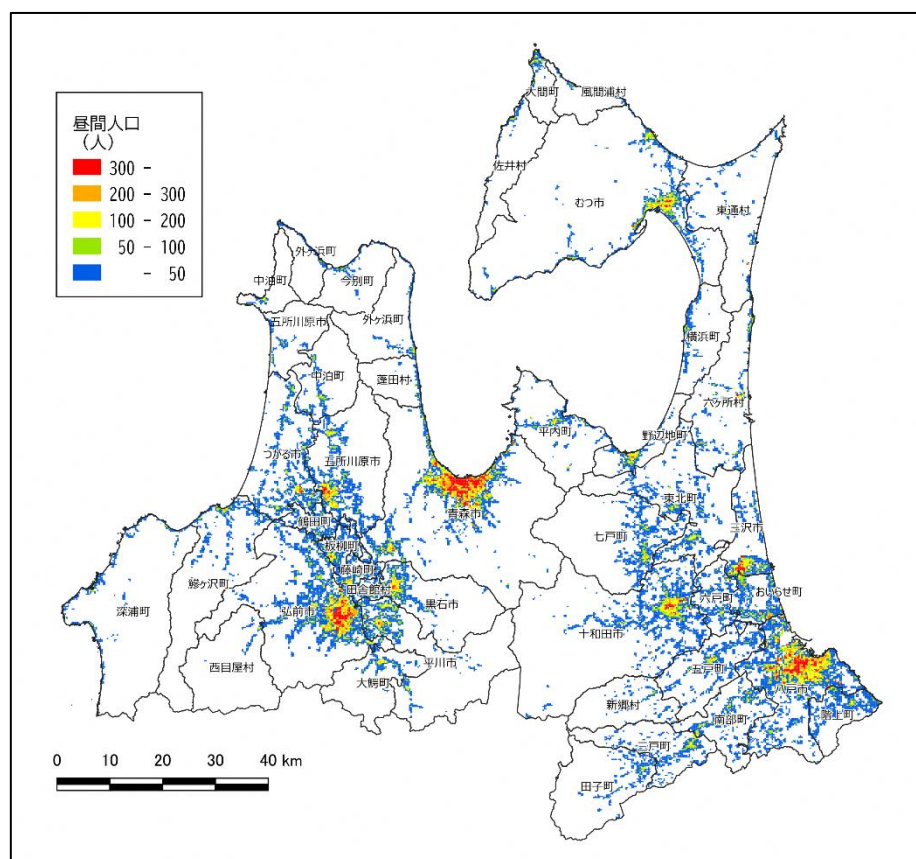 昼間人口
(人)
300 -
200 - 300
100 - 200
50 - 100
- 50
大間町
風間浦村
佐井村
むつ市
東通村
外ヶ浜町
中泊町
今別町
五所川原市
外ヶ浜町
中泊町
蓬田村
横浜町
六ヶ所村
平内町
野辺地町
つがる市
五所川原市
青森市
東北町
三沢市
鶴田町
板柳町
七戸町
藤崎町
田舎館村
鰺ヶ沢町
深浦町
弘前市
黒石市
六戸町
おいらせ町
十和田市
西目屋村
平川市
大鰐町
五戸町
八戸市
新郷村
南部町
階上町
三戸町
田子町
0 10 20 30 40 km